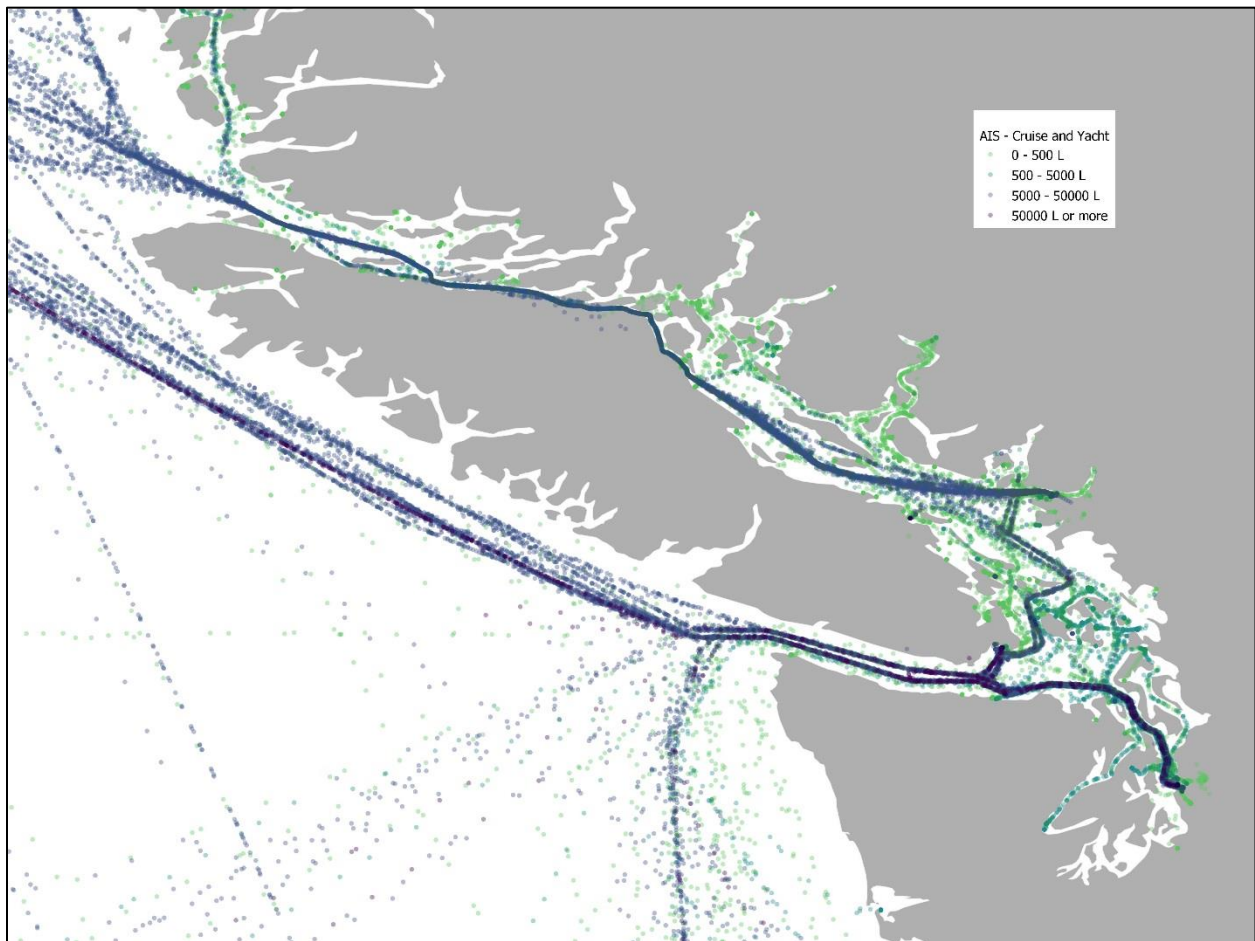 AIS - Cruise and Yacht
0 - 500 L
500 - 5000 L
5000 - 50000 L
50000 L or more